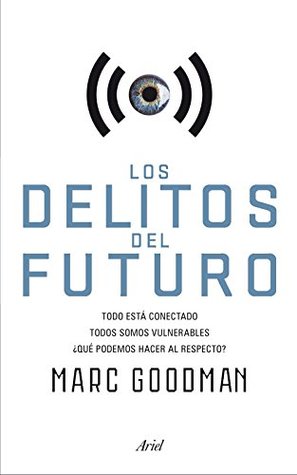 LOS
DELITOS
DEL
FUTURO
TODO ESTÁ CONECTADO
TODOS SOMOS VULNERABLES
¿QUÉ PODEMOS HACER AL RESPECTO?
MARC GOODMAN
Ariel